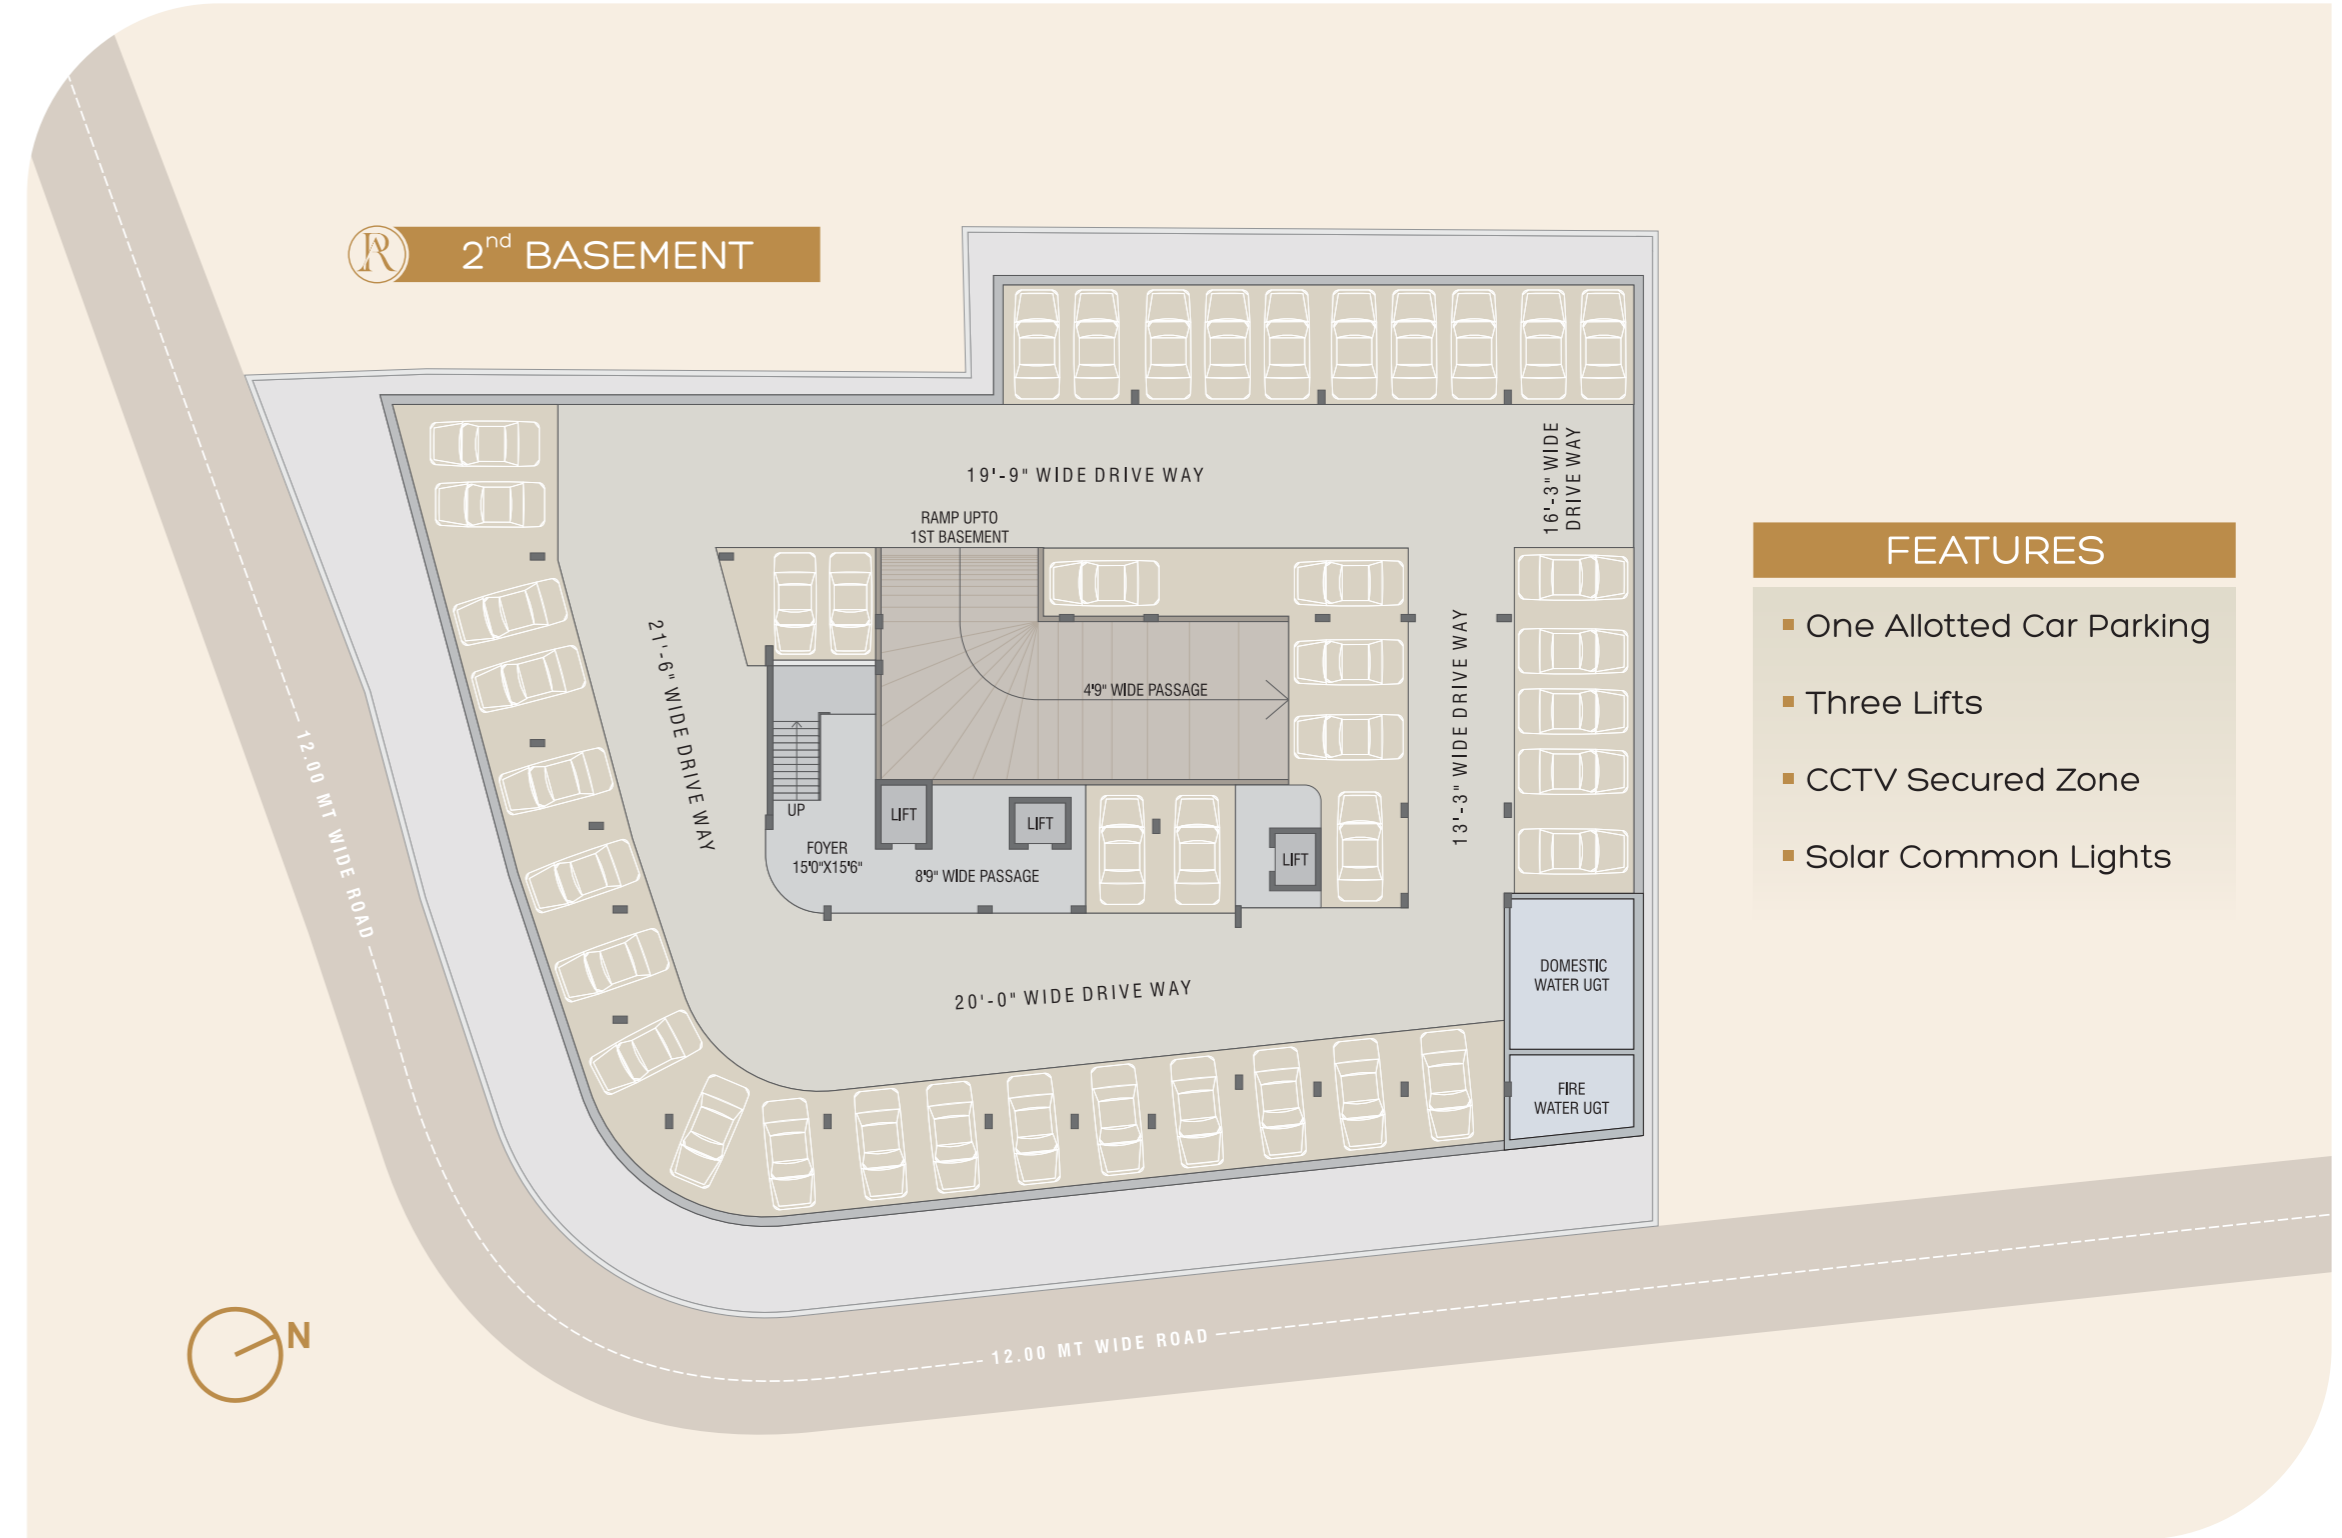 2nd BASEMENT
19'-9" WIDE DRIVE WAY
16'-3" WIDE
DRIVE WAY
RAMP UPTO
1ST BASEMENT
21'-6" WIDE DRIVE WAY
4'9" WIDE PASSAGE
13'-3" WIDE DRIVE WAY
UP
LIFT
LIFT
LIFT
FOYER
15'0"X15'6"
8'9" WIDE PASSAGE
20'-0" WIDE DRIVE WAY
DOMESTIC
WATER UGT
FIRE
WATER UGT
12.00 MT WIDE ROAD
12.00 MT WIDE ROAD
N
FEATURES
One Allotted Car Parking
Three Lifts
CCTV Secured Zone
Solar Common Lights